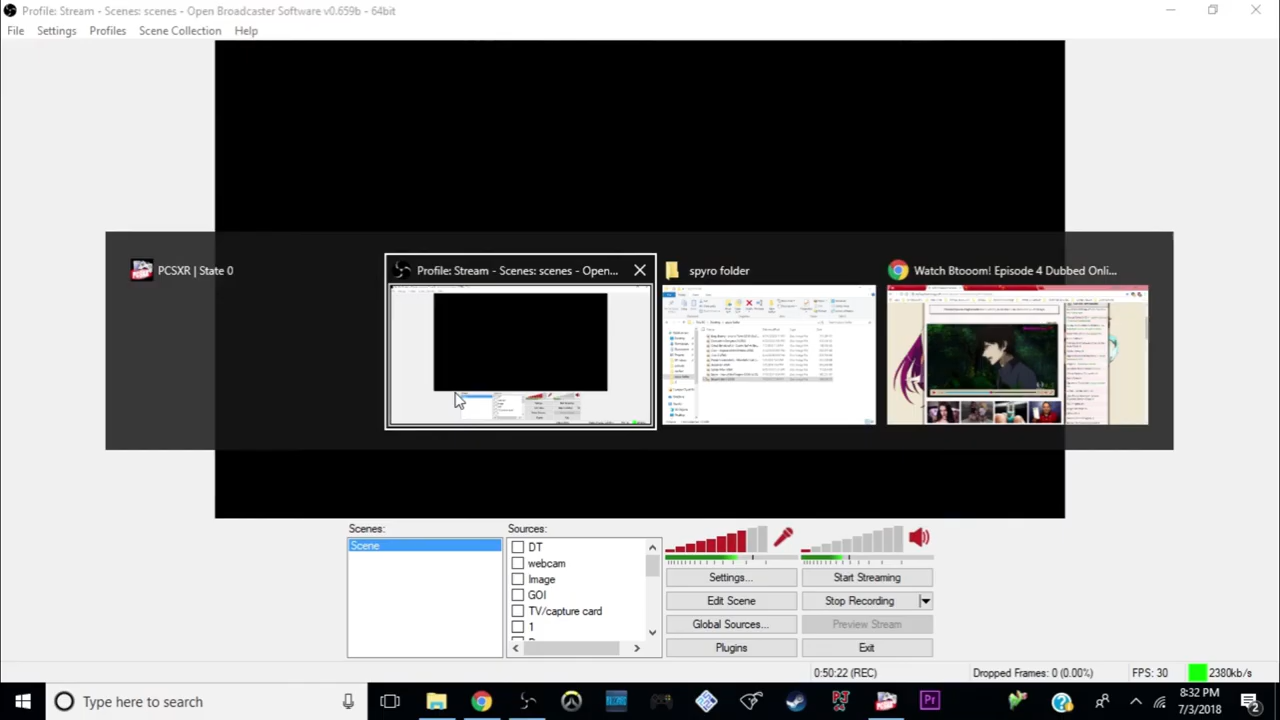 Profile: Stream - Scenes: scenes - Open Broadcaster Software v0.659b - 64bit
File Settings Profiles Scene Collection Help
PCSXR | State 0
Profile: Stream - Scenes: scenes - Open...
spyro folder
Watch Btooom! Episode 4 Dubbed Onli...
Scenes:
Sources:
Scene
DT
webcam
Image
GOI
TV/capture card
1
Settings...
Start Streaming
Edit Scene
Stop Recording
Global Sources...
Preview Stream
Plugins
Exit
0:50:22 (REC)
Dropped Frames: 0 (0.00%)
FPS: 30
2380kb/s
Type here to search
Pr
8:32 PM
7/3/2018
2